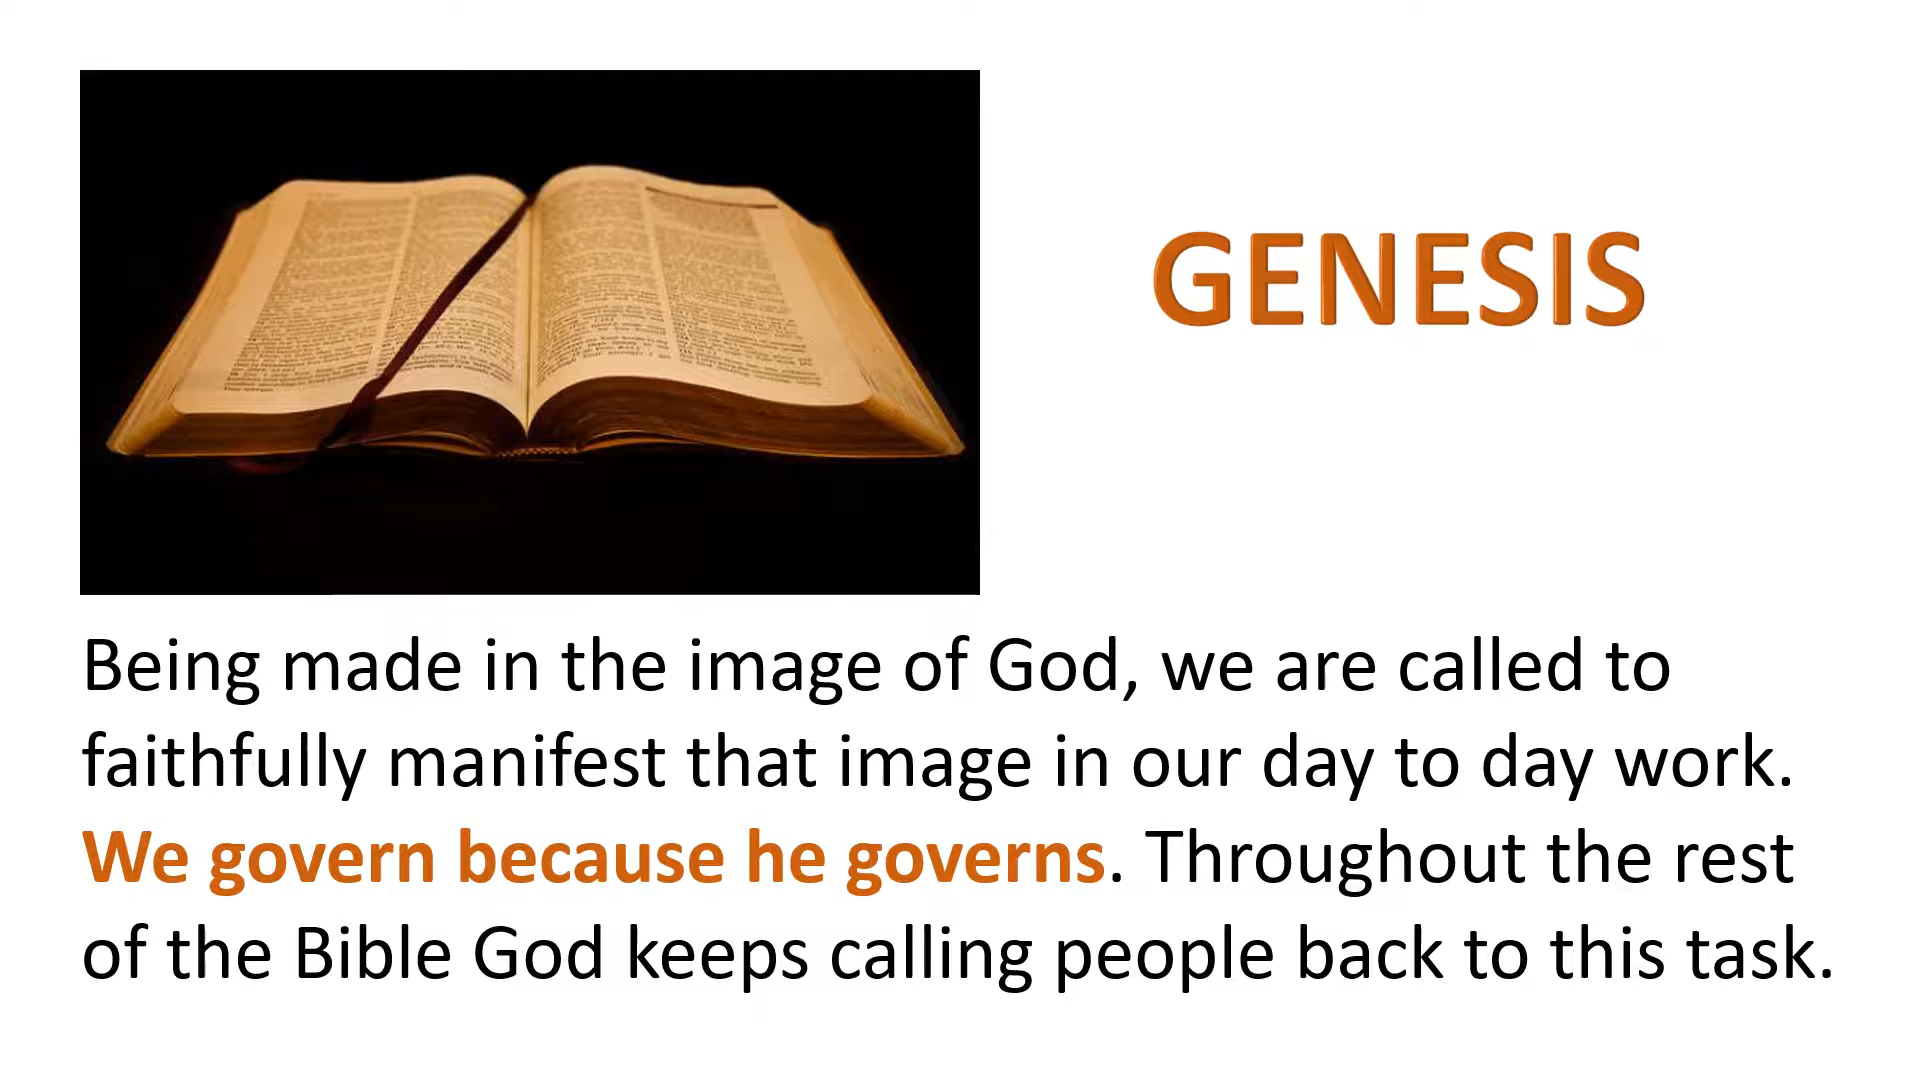 GENESIS
Being made in the image of God, we are called to
faithfully manifest that image in our day to day work.
We govern because he governs. Throughout the rest
of the Bible God keeps calling people back to this task.